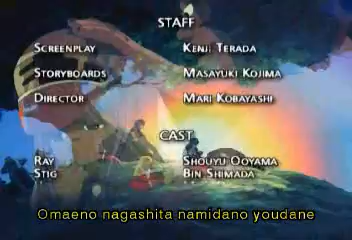 STAFF
SCREENPLAY KENJI TERADA
STORYBOARDS MASAYUKI KOJIMA
DIRECTOR MARI KOBAYASHI
CAST
RAY SHOUYU OOYAMA
STIG BIN SHIMADA
Omaeno nagashita namidano youdane